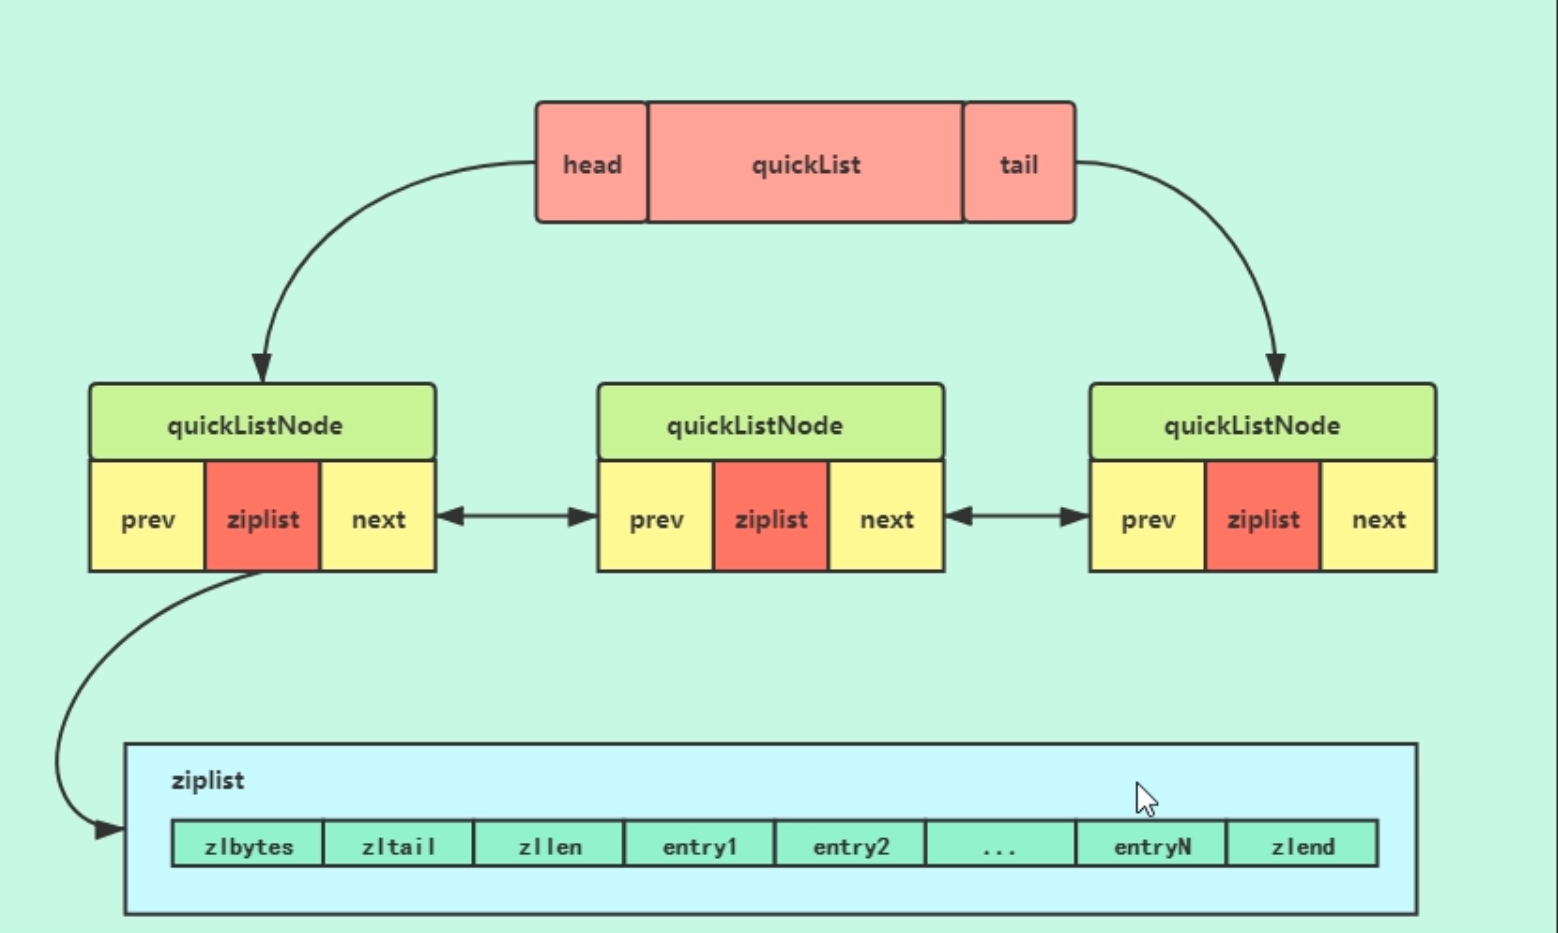 head quickList tail
quickListNode quickListNode quickListNode
prev ziplist next prev ziplist next prev ziplist next
ziplist
zlbytes zltail zllen entry1 entry2 ... entryN zlend